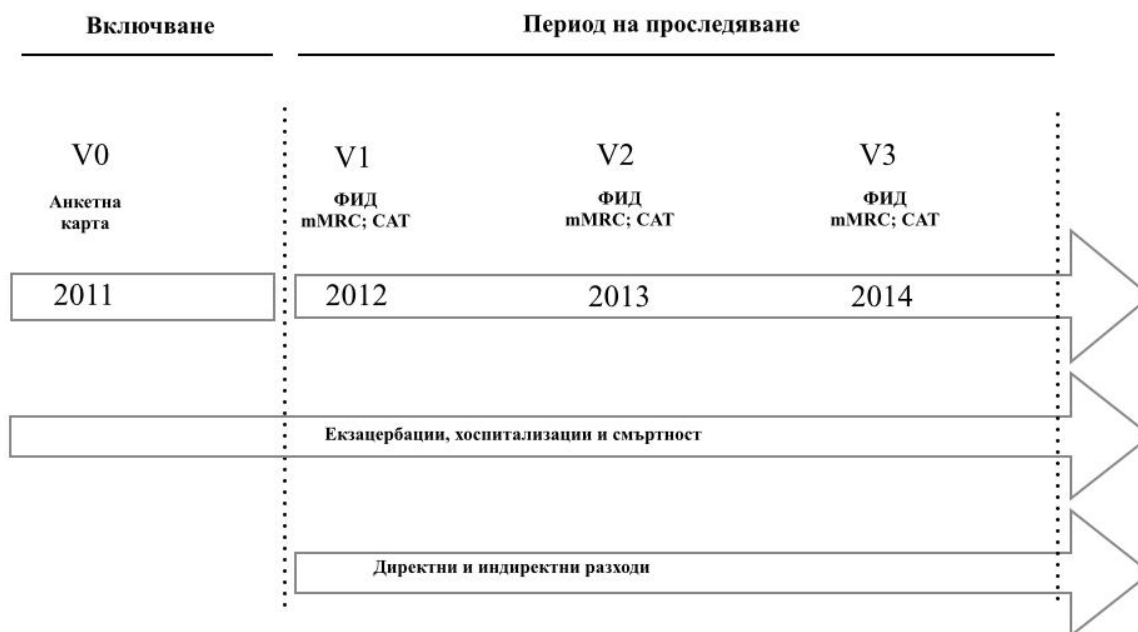 Включване
Период на проследяване
V0
V1
V2
V3
Анкетна
карта
ФИД
mMRC; CAT
ФИД
mMRC; CAT
ФИД
mMRC; CAT
2011
2012
2013
2014
Екзацербации, хоспитализации и смъртност
Директни и индиректни разходи